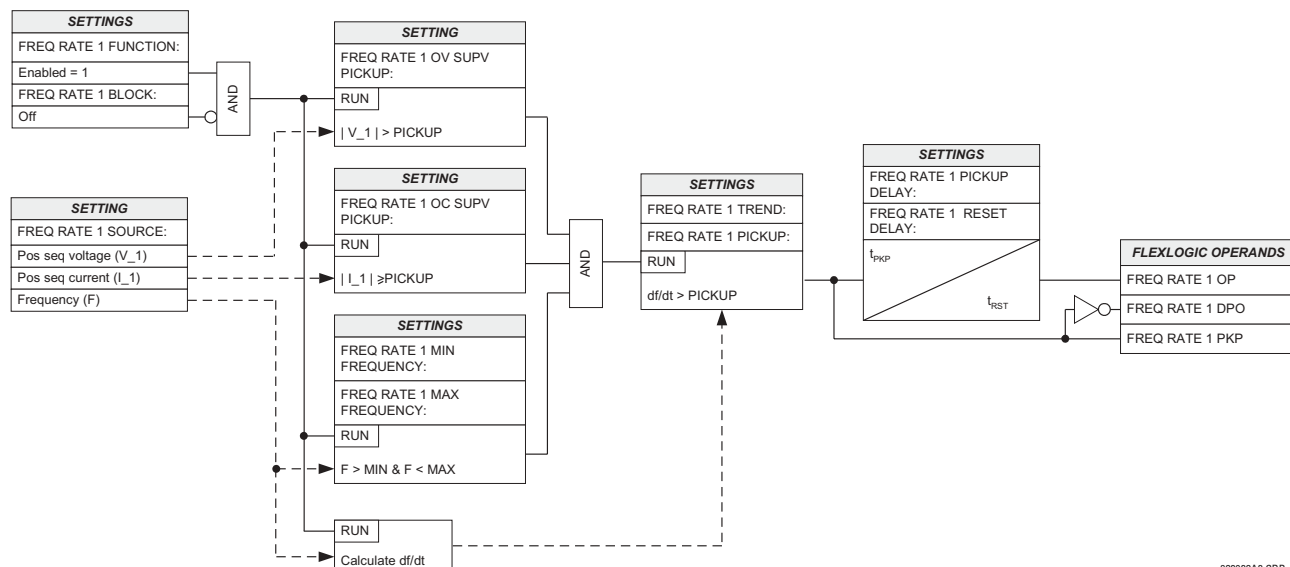 SETTINGS
FREQ RATE 1 FUNCTION:
Enabled = 1
FREQ RATE 1 BLOCK:
Off
AND
SETTING
FREQ RATE 1 SOURCE:
Pos seq voltage (V_1)
Pos seq current (I_1)
Frequency (F)
SETTING
FREQ RATE 1 OV SUPV
PICKUP:
RUN
| V_1 | > PICKUP
SETTING
FREQ RATE 1 OC SUPV
PICKUP:
RUN
| I_1 | ⩾PICKUP
SETTINGS
FREQ RATE 1 MIN
FREQUENCY:
FREQ RATE 1 MAX
FREQUENCY:
RUN
F > MIN & F < MAX
RUN
Calculate df/dt
AND
SETTINGS
FREQ RATE 1 TREND:
FREQ RATE 1 PICKUP:
RUN
df/dt > PICKUP
SETTINGS
FREQ RATE 1 PICKUP
DELAY:
FREQ RATE 1 RESET
DELAY:
tPKP
tRST
FLEXLOGIC OPERANDS
FREQ RATE 1 OP
FREQ RATE 1 DPO
FREQ RATE 1 PKP